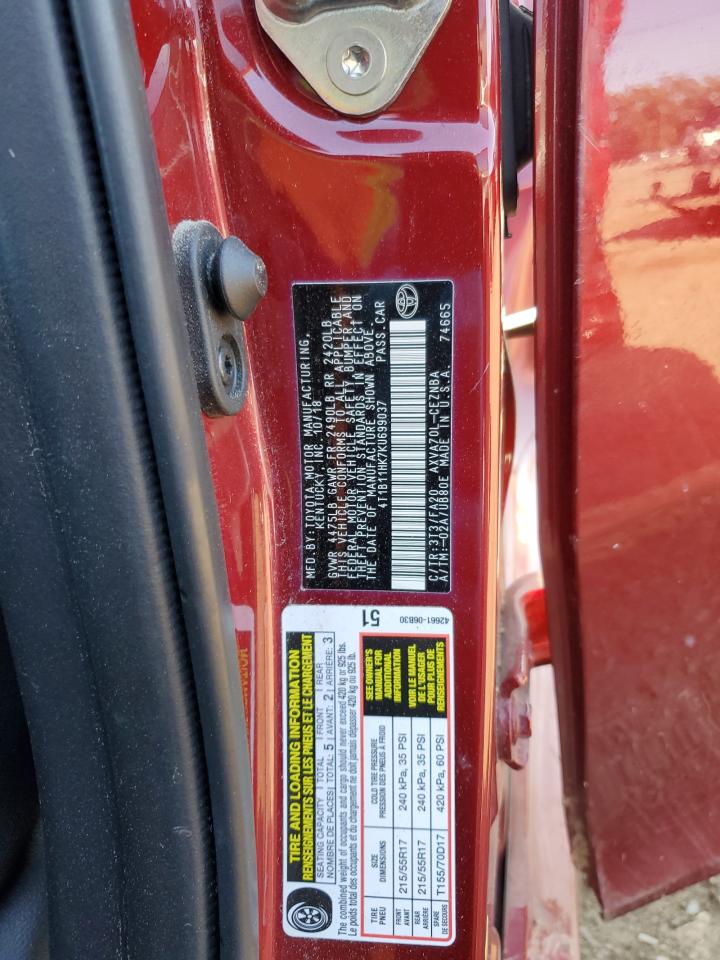 MFD.BY:TOYOTA MOTOR MANUFACTURING,
KENTUCKY, INC. 10/18
GVWR 4475LB GAWR FR 2490LB RR 2420LB
THIS VEHICLE CONFORMS TO ALL APPLICABLE
FEDERAL MOTOR VEHICLE SAFETY, BUMPER, AND
THEFT PREVENTION STANDARDS IN EFFECT ON
THE DATE OF MANUFACTURE SHOWN ABOVE.
4T1B11HK7KU699037 PASS. CAR
C/TR:3T3/FA20 AXVA70L-CEZNBA
A/TM:-02A/UB80E MADE IN U.S.A. 74665
TIRE AND LOADING INFORMATION
RENSEIGNEMENTS SUR LES PNEUS ET LE CHARGEMENT
SEATING CAPACITY | TOTAL 5 | FRONT 2 | REAR 3
NOMBRE DE PLACES | TOTAL: | AVANT: | ARRIÈRE:
The combined weight of occupants and cargo should never exceed 420 kg or 925 lbs.
Le poids total des occupants et du chargement ne doit jamais dépasser 420 kg ou 925 lb.
TIRE SIZE COLD TIRE PRESSURE
PNEU DIMENSIONS PRESSION DES PNEUS À FROID
FRONT 215/55R17 240 kPa, 35 PSI
AVANT
REAR 215/55R17 240 kPa, 35 PSI
ARRIÈRE
SPARE T155/70D17 420 kPa, 60 PSI
DE SECOURS
SEE OWNER'S
MANUAL FOR
ADDITIONAL
INFORMATION
VOIR LE MANUEL
DE L'USAGER
POUR PLUS DE
RENSEIGNEMENTS
51
42661-06B30